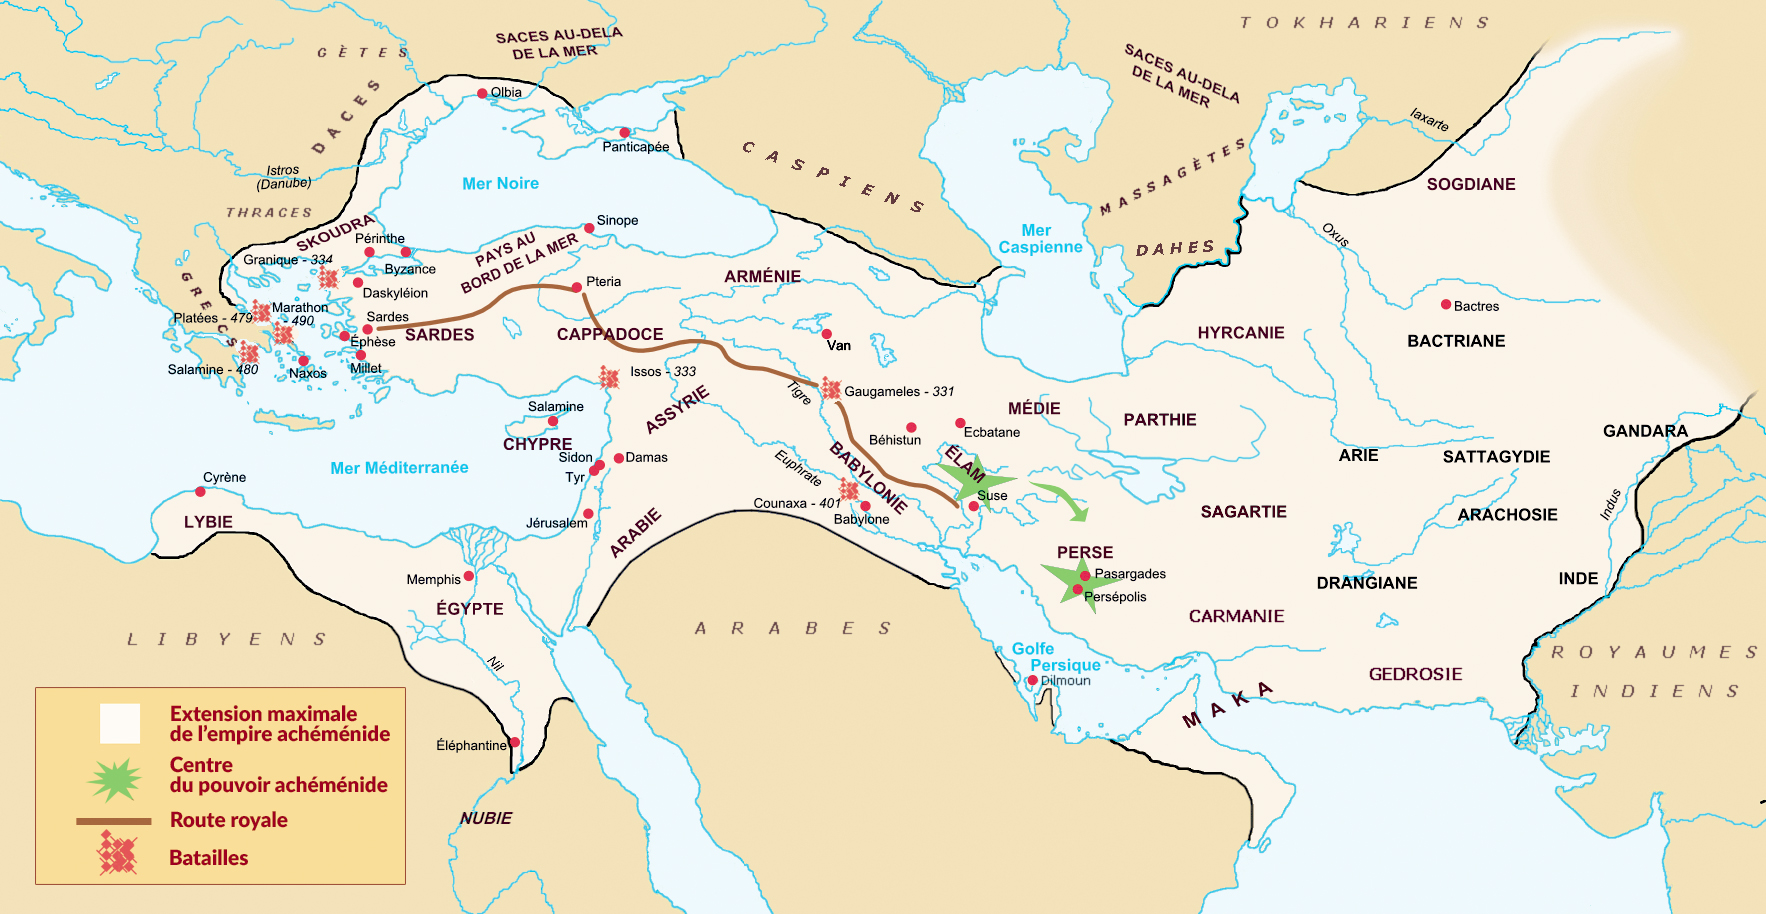 TOKHARIENS
SACES AU-DELA
DE LA MER
GÈTES
SACES AU-DELA
DE LA MER
DACES
Olbia
Iaxarte
Panticapée
CASPIENS
MASSAGÈTES
Istros
(Danube)
Mer Noire
SOGDIANE
THRACES
SKOUDRA
Sinope
Mer
Caspienne
DAHES
Oxus
Périnthe
PAYS AU
BORD DE LA MER
Granique - 334
Byzance
ARMÉNIE
GRECS
Daskyléion
Pteria
Bactres
Marathon
- 490
Platées - 479
Sardes
SARDES
CAPPADOCE
HYRCANIE
BACTRIANE
Éphèse
Van
Salamine - 480
Naxos
Millet
Issos - 333
Tigre
Gaugameles - 331
Salamine
ASSYRIE
MÉDIE
PARTHIE
Béhistun
Ecbatane
GANDARA
CHYPRE
Sidon
Damas
Tyr
BABYLONIE
ÉLAM
ARIE
SATTAGYDIE
Mer Méditerranée
Cyrène
Euphrate
Suse
Indus
Counaxa - 401
Babylone
LYBIE
Jérusalem
ARABIE
SAGARTIE
ARACHOSIE
PERSE
Memphis
Pasargades
DRANGIANE
INDE
Persépolis
ÉGYPTE
CARMANIE
LIBYENS
ARABES
Golfe
Persique
ROYAUMES
INDIENS
Nil
Dilmoun
GEDROSIE
MAKA
Éléphantine
NUBIE
Extension maximale
de l'empire achéménide
Centre
du pouvoir achéménide
Route royale
Batailles